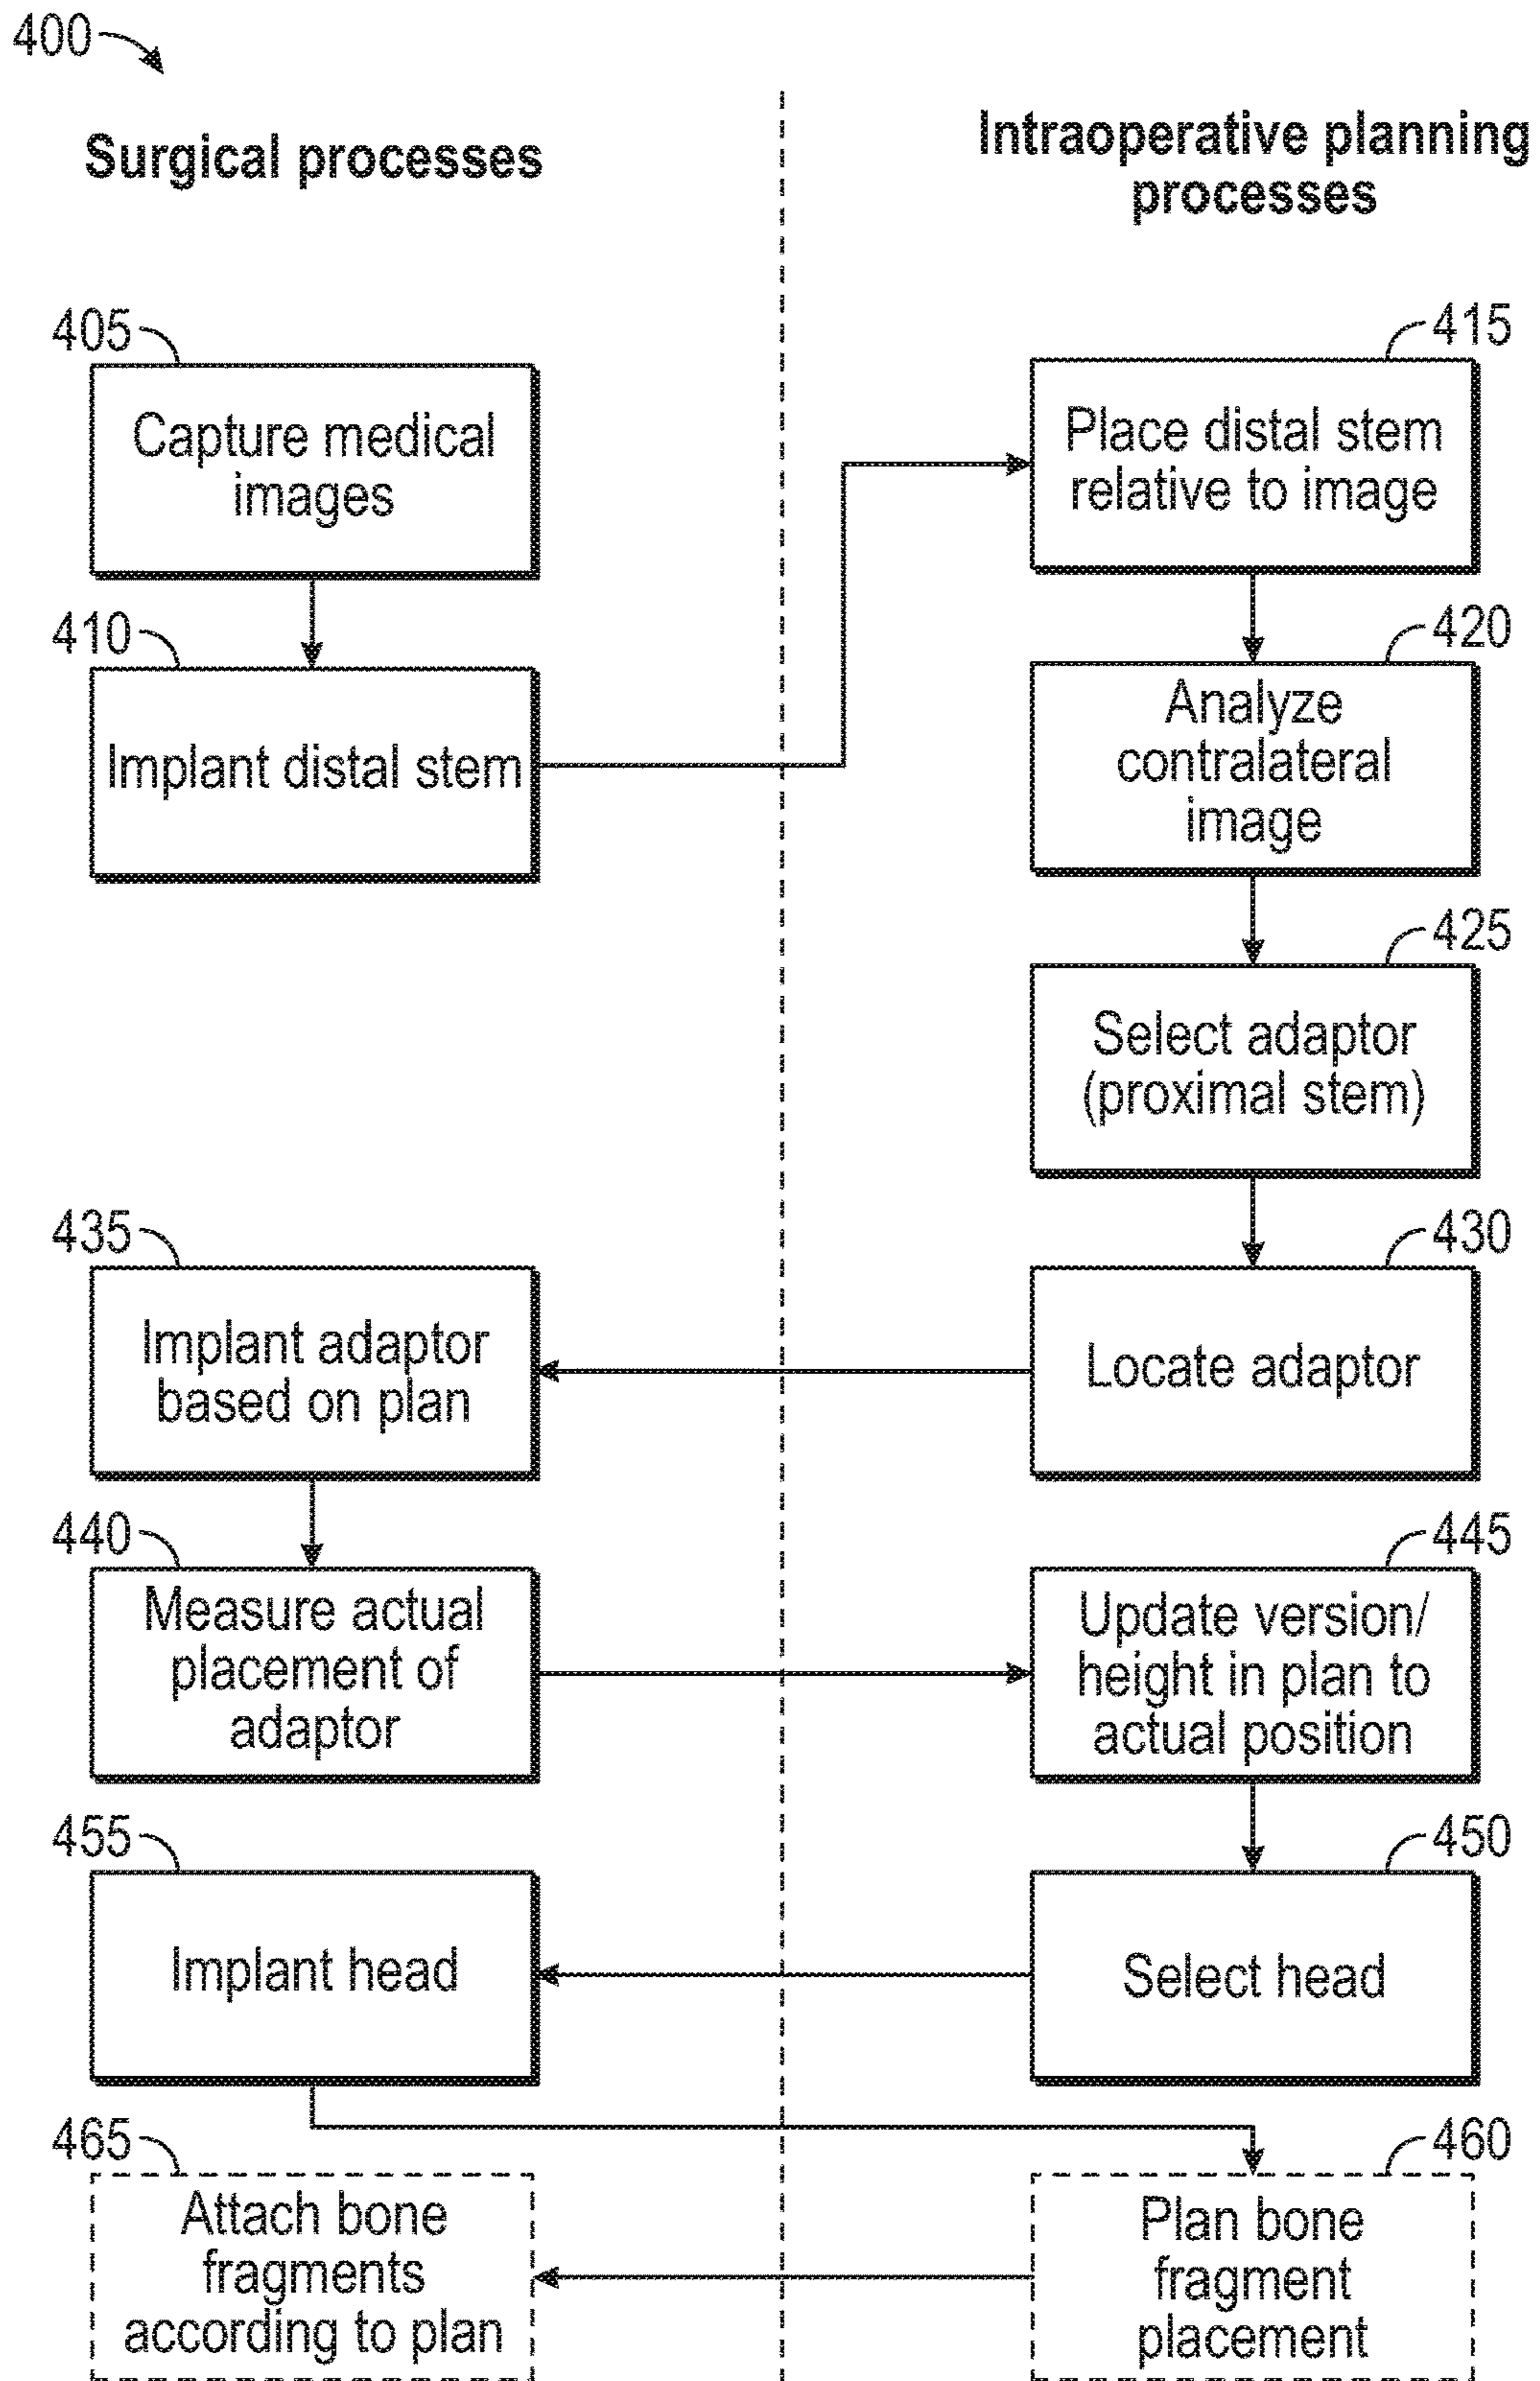 400
Surgical processes
Intraoperative planning
processes
405
Capture medical
images
410
Implant distal stem
415
Place distal stem
relative to image
420
Analyze
contralateral
image
425
Select adaptor
(proximal stem)
430
Locate adaptor
435
Implant adaptor
based on plan
440
Measure actual
placement of
adaptor
445
Update version/
height in plan to
actual position
450
Select head
455
Implant head
460
Plan bone
fragment
placement
465
Attach bone
fragments
according to plan